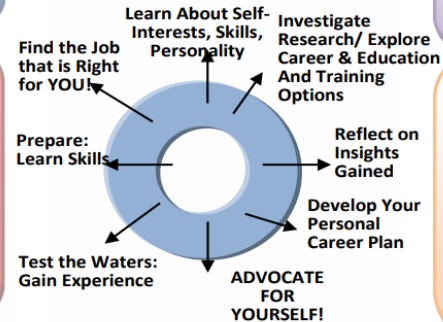 Learn About Self-
Interests, Skills,
Personality
Investigate
Research/ Explore
Career & Education
And Training
Options
Reflect on
Insights
Gained
Develop Your
Personal
Career Plan
ADVOCATE
FOR
YOURSELF!
Test the Waters:
Gain Experience
Prepare:
Learn Skills
Find the Job
that is Right
for YOU!